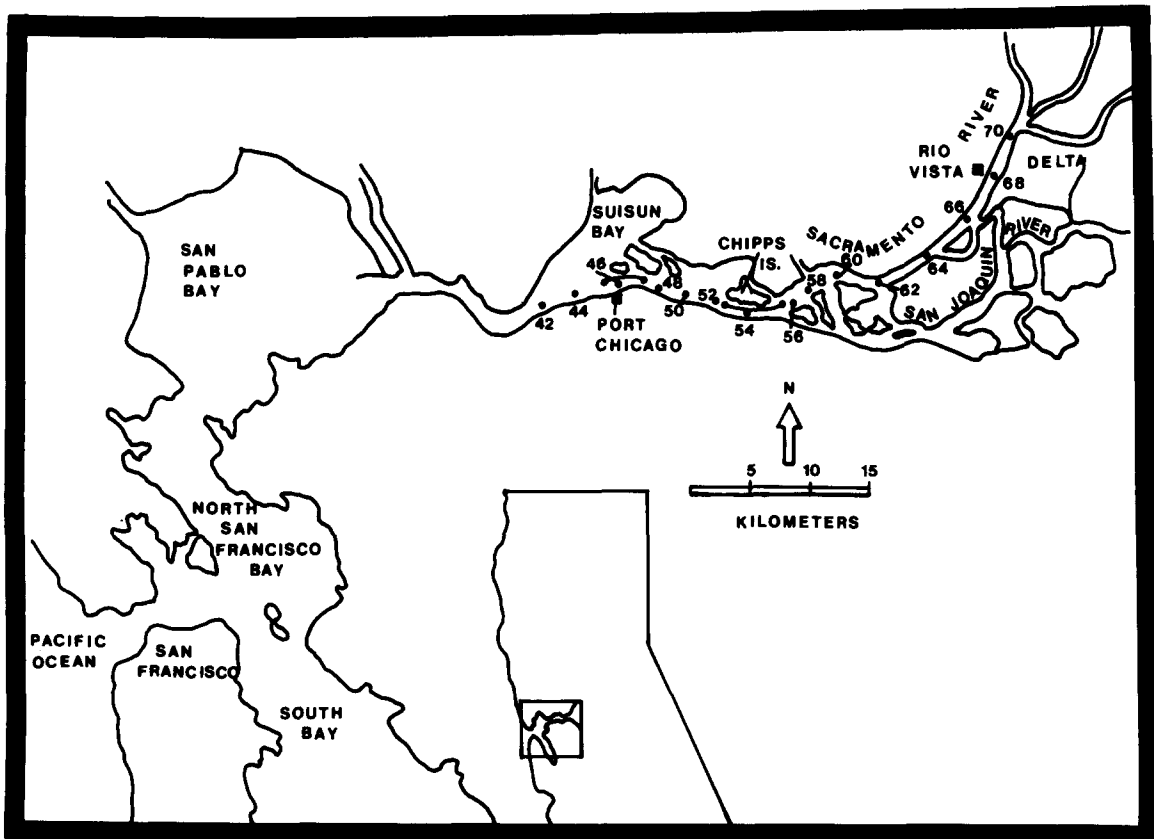 SACRAMENTO RIVER
70
RIO
VISTA
DELTA
68
66
SUISUN
BAY
SAN
PABLO
BAY
CHIPPS
IS.
60
58
64
62
SAN JOAQUIN RIVER
46
48
42
44
50
52
54
56
PORT
CHICAGO
N
5 10 15
KILOMETERS
NORTH
SAN
FRANCISCO
BAY
PACIFIC
OCEAN
SAN
FRANCISCO
SOUTH
BAY